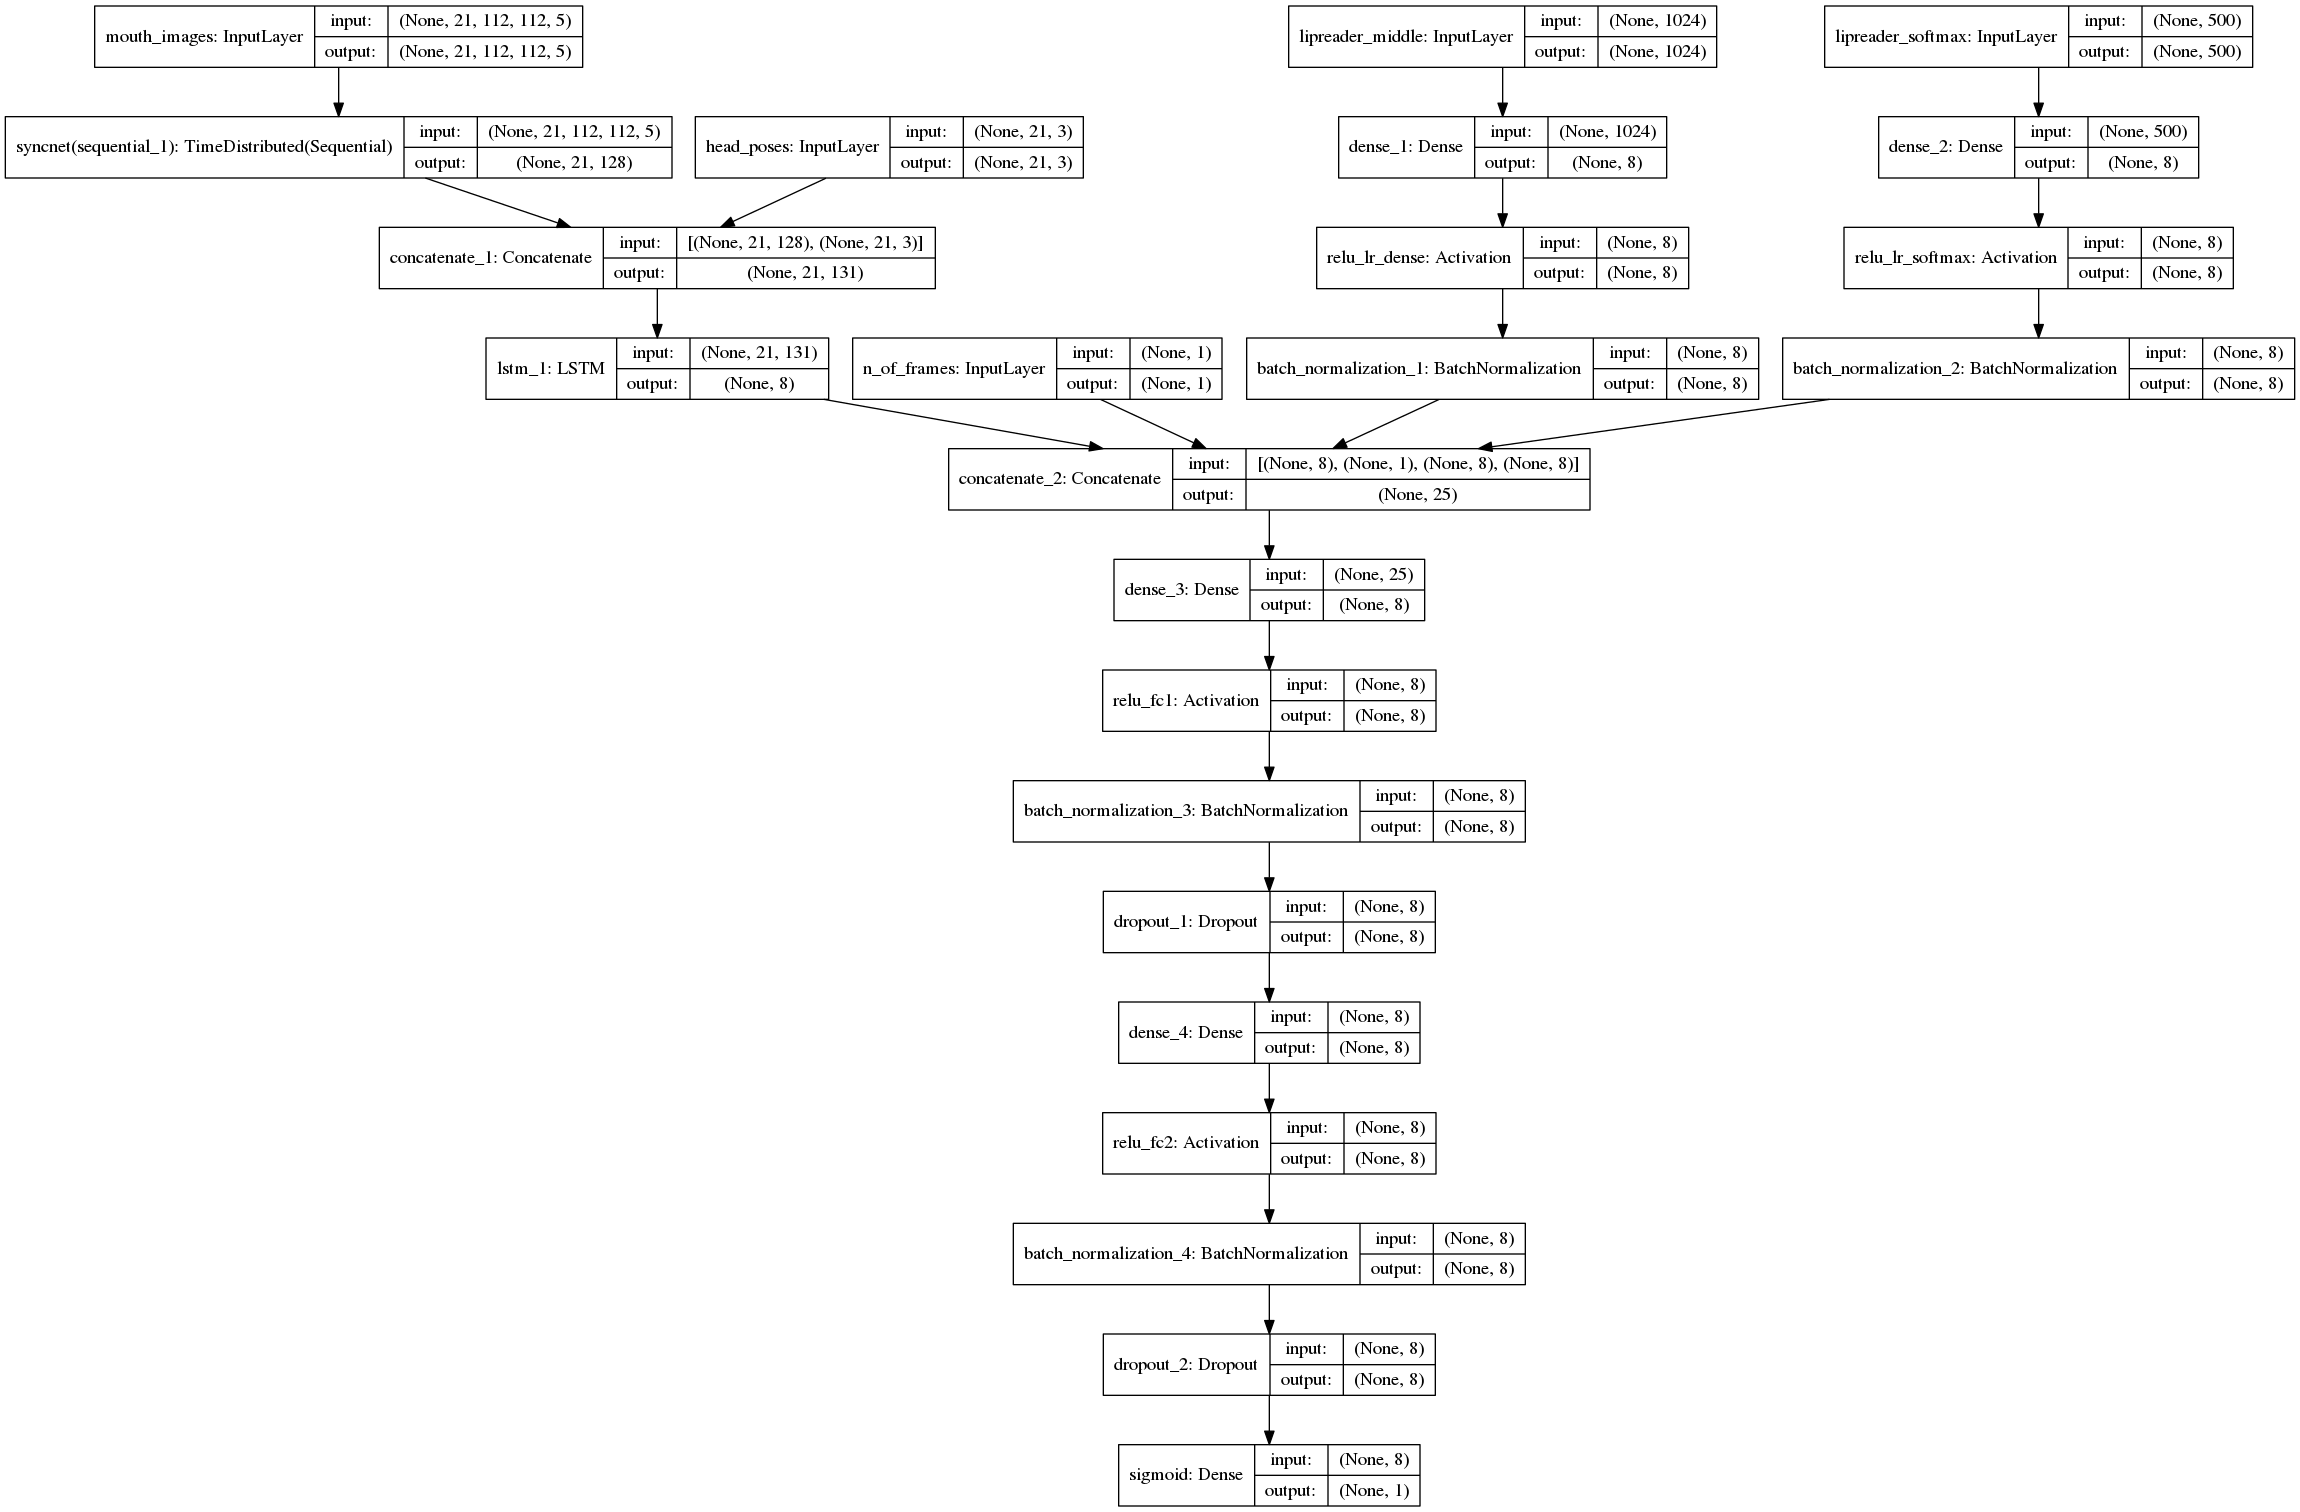 mouth_images: InputLayer
input: (None, 21, 112, 112, 5)
output: (None, 21, 112, 112, 5)
lipreader_middle: InputLayer
input: (None, 1024)
output: (None, 1024)
lipreader_softmax: InputLayer
input: (None, 500)
output: (None, 500)
syncnet(sequential_1): TimeDistributed(Sequential)
input: (None, 21, 112, 112, 5)
output: (None, 21, 128)
head_poses: InputLayer
input: (None, 21, 3)
output: (None, 21, 3)
dense_1: Dense
input: (None, 1024)
output: (None, 8)
dense_2: Dense
input: (None, 500)
output: (None, 8)
concatenate_1: Concatenate
input: [(None, 21, 128), (None, 21, 3)]
output: (None, 21, 131)
relu_lr_dense: Activation
input: (None, 8)
output: (None, 8)
relu_lr_softmax: Activation
input: (None, 8)
output: (None, 8)
lstm_1: LSTM
input: (None, 21, 131)
output: (None, 8)
n_of_frames: InputLayer
input: (None, 1)
output: (None, 1)
batch_normalization_1: BatchNormalization
input: (None, 8)
output: (None, 8)
batch_normalization_2: BatchNormalization
input: (None, 8)
output: (None, 8)
concatenate_2: Concatenate
input: [(None, 8), (None, 1), (None, 8), (None, 8)]
output: (None, 25)
dense_3: Dense
input: (None, 25)
output: (None, 8)
relu_fc1: Activation
input: (None, 8)
output: (None, 8)
batch_normalization_3: BatchNormalization
input: (None, 8)
output: (None, 8)
dropout_1: Dropout
input: (None, 8)
output: (None, 8)
dense_4: Dense
input: (None, 8)
output: (None, 8)
relu_fc2: Activation
input: (None, 8)
output: (None, 8)
batch_normalization_4: BatchNormalization
input: (None, 8)
output: (None, 8)
dropout_2: Dropout
input: (None, 8)
output: (None, 8)
sigmoid: Dense
input: (None, 8)
output: (None, 1)